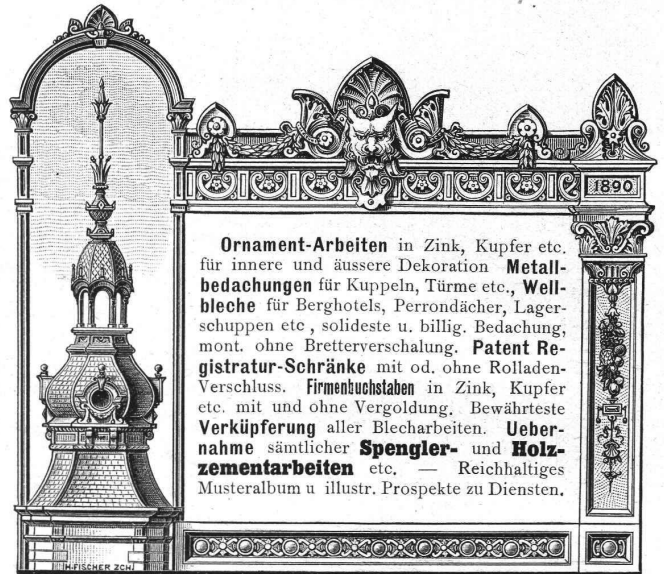 1890
Ornament-Arbeiten in Zink, Kupfer etc.
für innere und äussere Dekoration Metall-
bedachungen für Kuppeln, Türme etc., Well-
bleche für Berghotels, Perrondächer, Lager-
schuppen etc , solideste u. billig. Bedachung,
mont. ohne Bretterverschalung. Patent Re-
gistratur-Schränke mit od. ohne Rolladen-
Verschluss. Firmenbuchstaben in Zink, Kupfer
etc. mit und ohne Vergoldung. Bewährteste
Verküpferung aller Blecharbeiten. Ueber-
nahme sämtlicher Spengler- und Holz-
zementarbeiten etc. — Reichhaltiges
Musteralbum u illustr. Prospekte zu Diensten.
H.FISCHER ZCH.